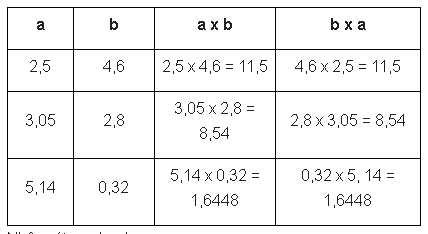 a b a x b b x a
2,5 4,6 2,5 x 4,6 = 11,5 4,6 x 2,5 = 11,5
3,05 2,8 3,05 x 2,8 =
8,54 2,8 x 3,05 = 8,54
5,14 0,32 5,14 x 0,32 =
1,6448 0,32 x 5, 14 =
1,6448